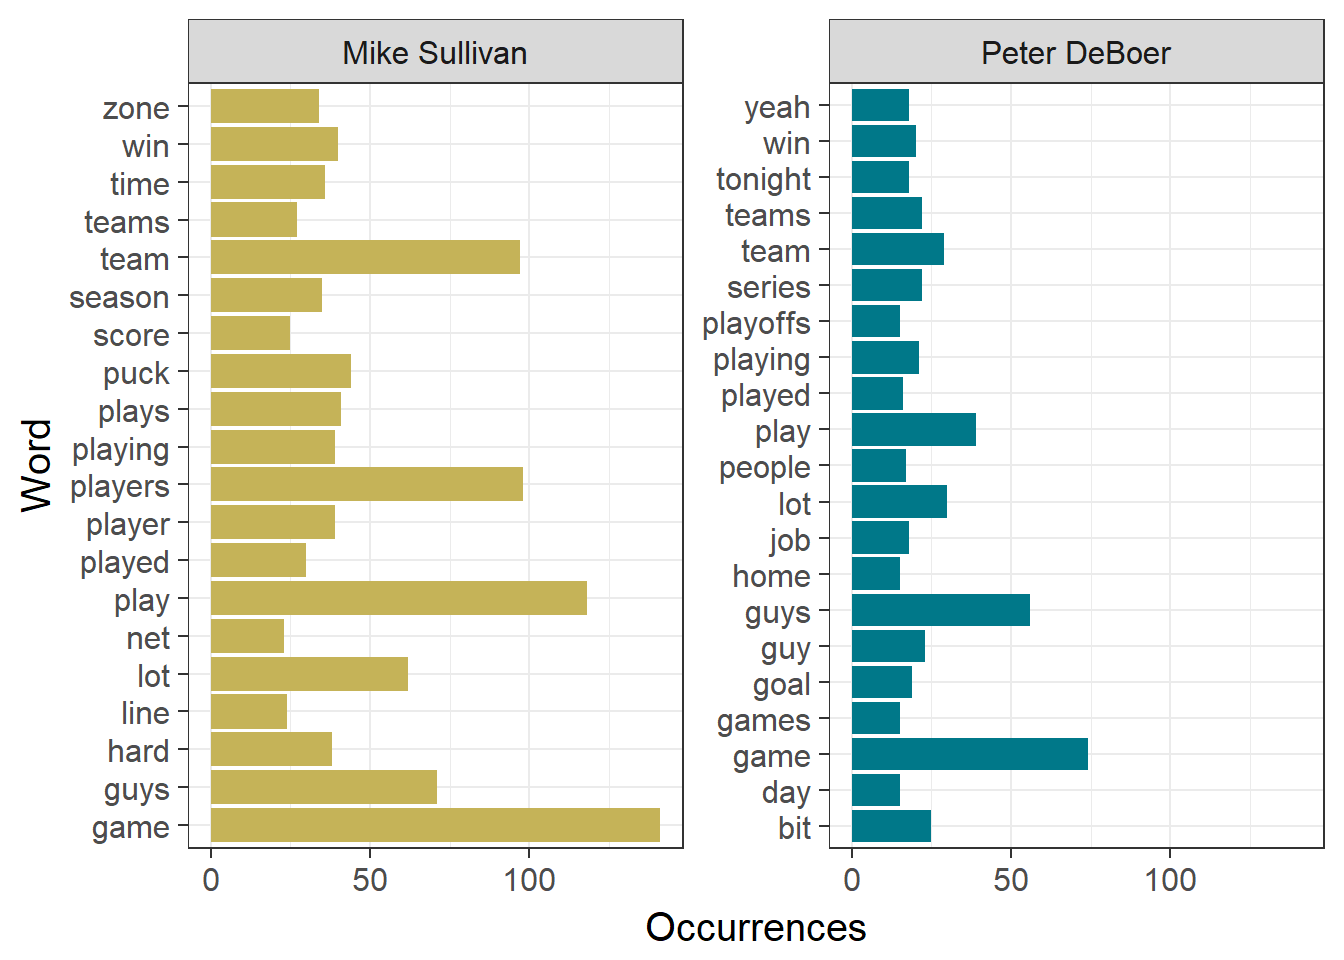 Mike Sullivan
Peter DeBoer
Word
zone
win
time
teams
team
season
score
puck
plays
playing
players
player
played
play
net
lot
line
hard
guys
game
yeah
win
tonight
teams
team
series
playoffs
playing
played
play
people
lot
job
home
guys
guy
goal
games
game
day
bit
0 50 100
0 50 100
Occurrences